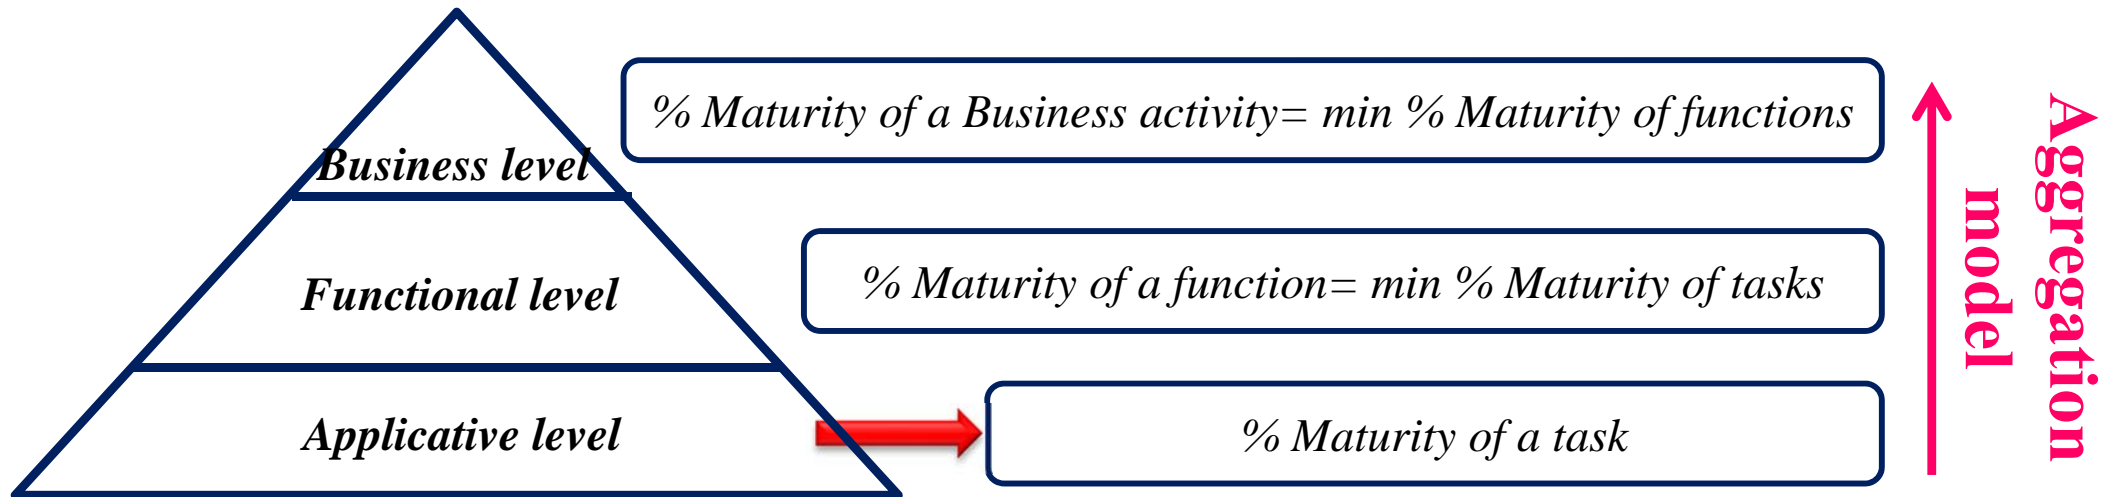 % Maturity of a Business activity= min % Maturity of functions
Business level
% Maturity of a function= min % Maturity of tasks
Functional level
Applicative level
% Maturity of a task
Aggregation
model